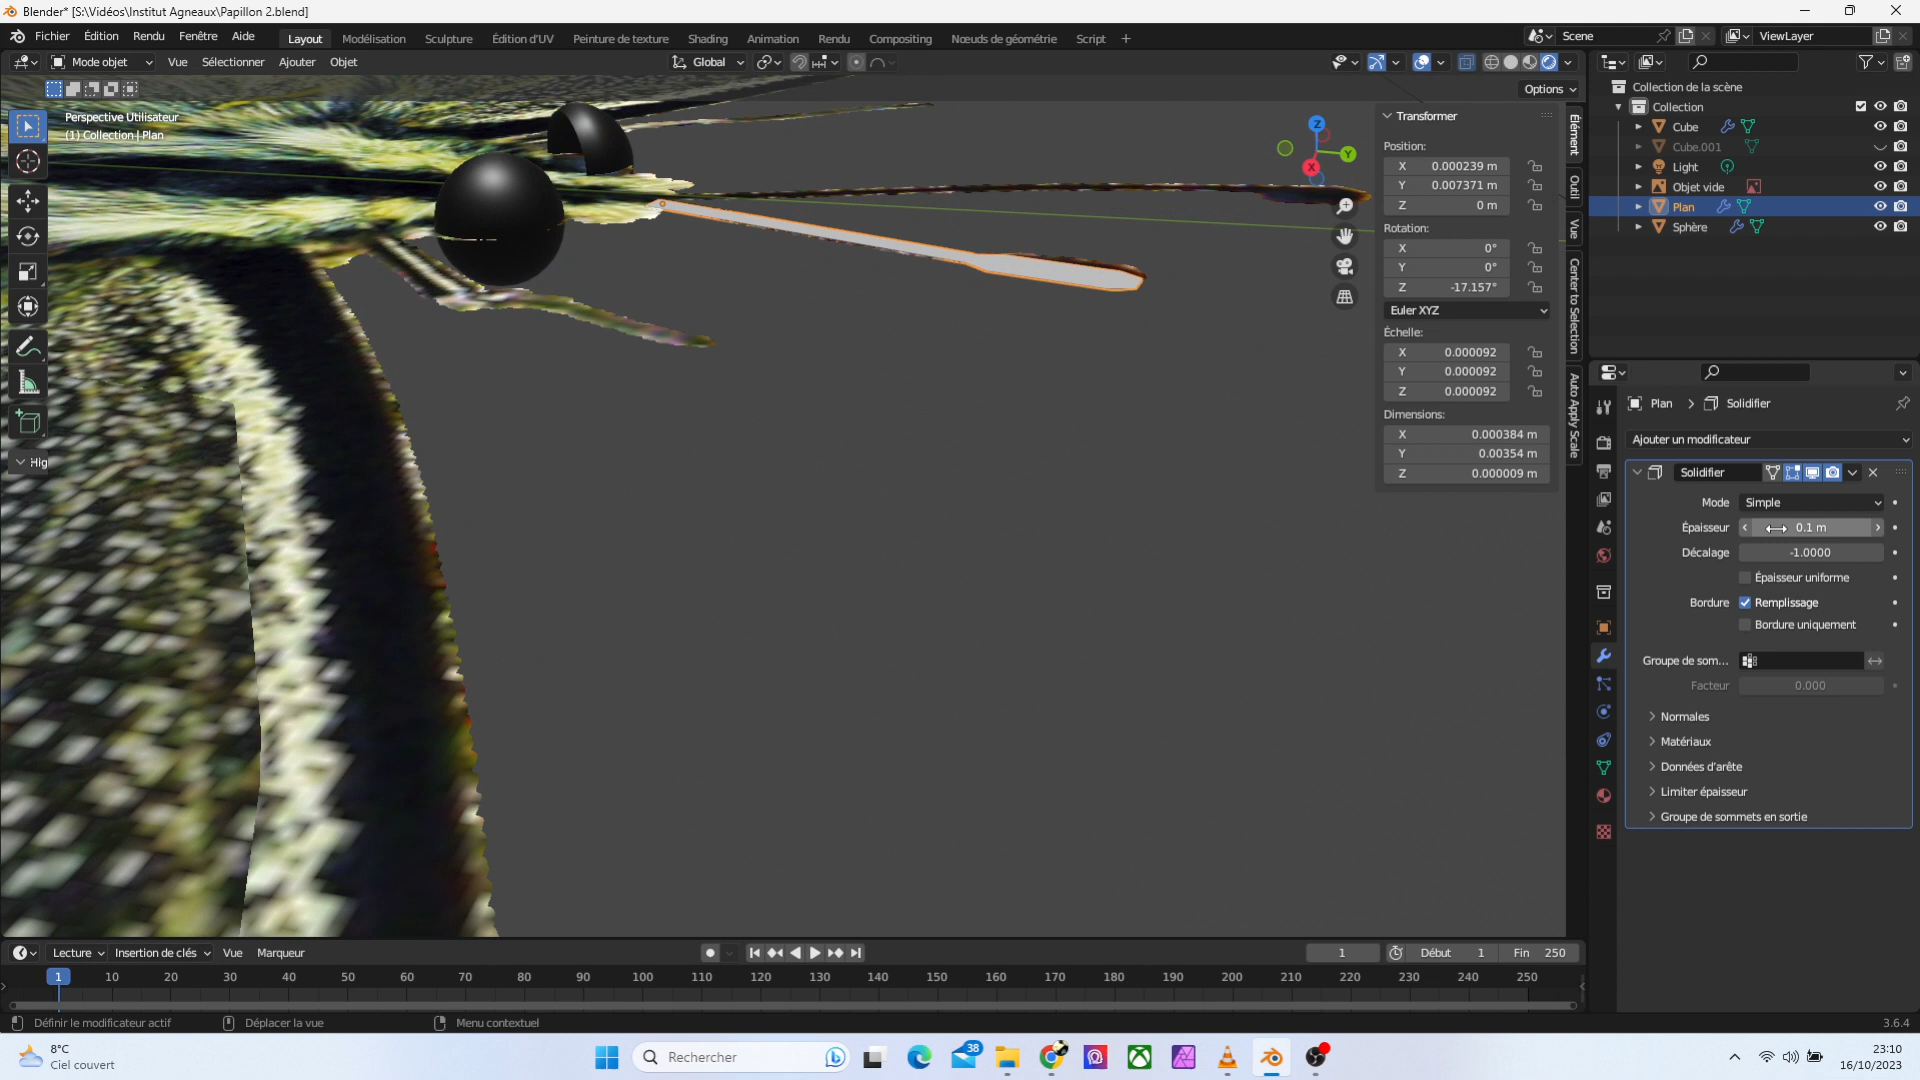 Blender* [S:\Vidéos\Institut Agneaux\Papillon 2.blend]
Fichier Édition Rendu Fenêtre Aide
Layout Modélisation Sculpture Édition d'UV Peinture de texture Shading Animation Rendu Compositing Nœuds de géométrie Script +
Scene
ViewLayer
Mode objet Vue Sélectionner Ajouter Objet
Global
Options
Perspective Utilisateur
(1) Collection | Plan
Z
Y
X
Hig
Transformer
Position:
X 0.000239 m
Y 0.007371 m
Z 0 m
Rotation:
X 0°
Y 0°
Z -17.157°
Euler XYZ
Échelle:
X 0.000092
Y 0.000092
Z 0.000092
Dimensions:
X 0.000384 m
Y 0.00354 m
Z 0.000009 m
Élément
Outil
Vue
Center to Selection
Auto Apply Scale
Collection de la scène
Collection
Cube
Cube.001
Light
Objet vide
Plan
Sphère
Plan > Solidifier
Ajouter un modificateur
Solidifier
Mode Simple
Épaisseur 0.1 m
Décalage -1.0000
Épaisseur uniforme
Bordure Remplissage
Bordure uniquement
Groupe de som...
Facteur 0.000
Normales
Matériaux
Données d'arête
Limiter épaisseur
Groupe de sommets en sortie
Lecture Insertion de clés Vue Marqueur
1
Début 1
Fin 250
1 10 20 30 40 50 60 70 80 90 100 110 120 130 140 150 160 170 180 190 200 210 220 230 240 250
Définir le modificateur actif
Déplacer la vue
Menu contextuel
3.6.4
8°C
Ciel couvert
Rechercher
38
23:10
16/10/2023